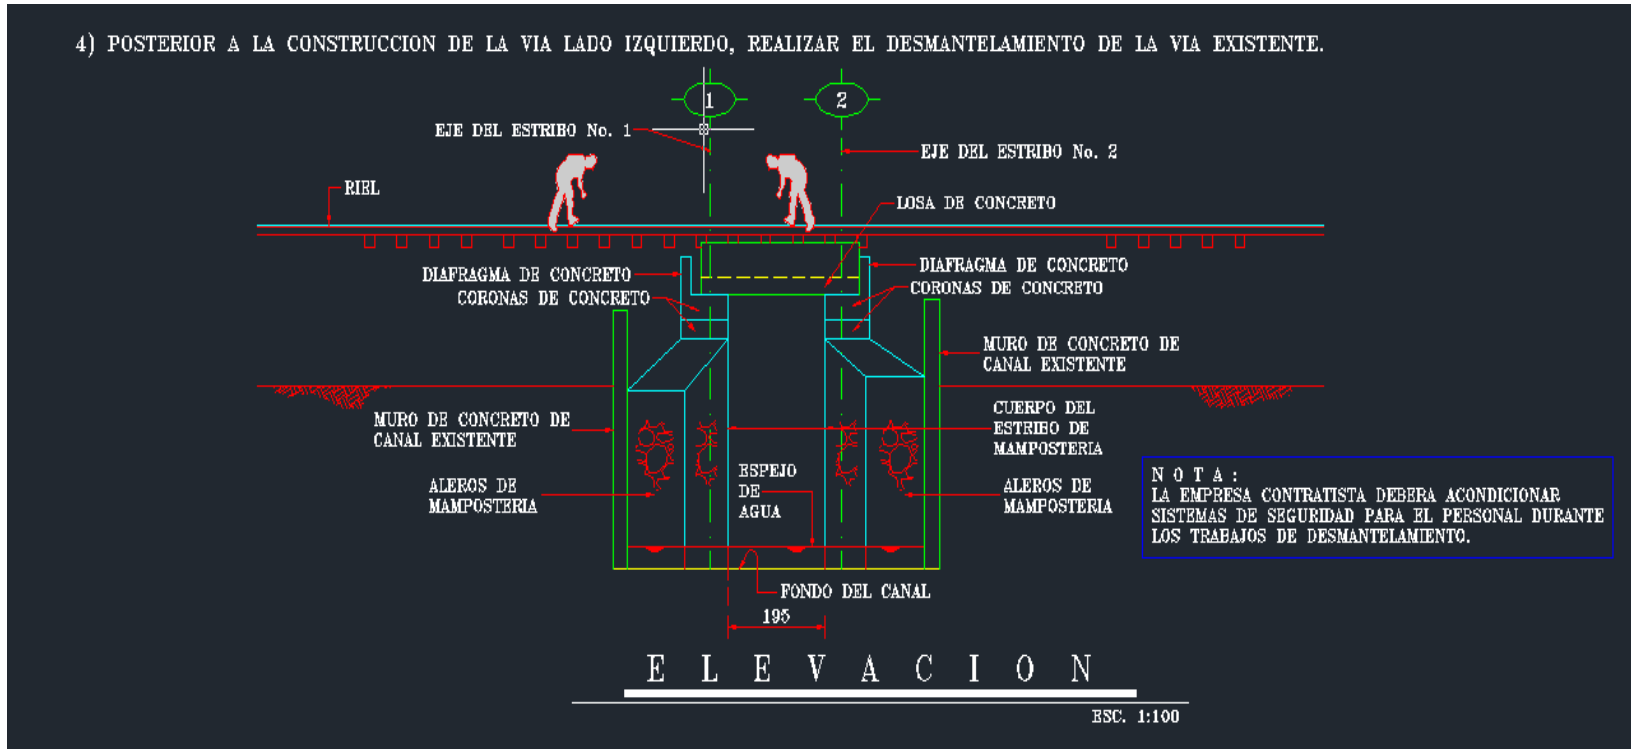 4) POSTERIOR A LA CONSTRUCCION DE LA VIA LADO IZQUIERDO, REALIZAR EL DESMANTELAMIENTO DE LA VIA EXISTENTE.
1
2
EJE DEL ESTRIBO No. 1
EJE DEL ESTRIBO No. 2
RIEL
LOSA DE CONCRETO
DIAFRAGMA DE CONCRETO
DIAFRAGMA DE CONCRETO
CORONAS DE CONCRETO
CORONAS DE CONCRETO
MURO DE CONCRETO DE
CANAL EXISTENTE
MURO DE CONCRETO DE
CANAL EXISTENTE
CUERPO DEL
ESTRIBO DE
MAMPOSTERIA
ESPEJO
DE
AGUA
ALEROS DE
MAMPOSTERIA
ALEROS DE
MAMPOSTERIA
N O T A :
LA EMPRESA CONTRATISTA DEBERA ACONDICIONAR
SISTEMAS DE SEGURIDAD PARA EL PERSONAL DURANTE
LOS TRABAJOS DE DESMANTELAMIENTO.
FONDO DEL CANAL
195
E L E V A C I O N
ESC. 1:100